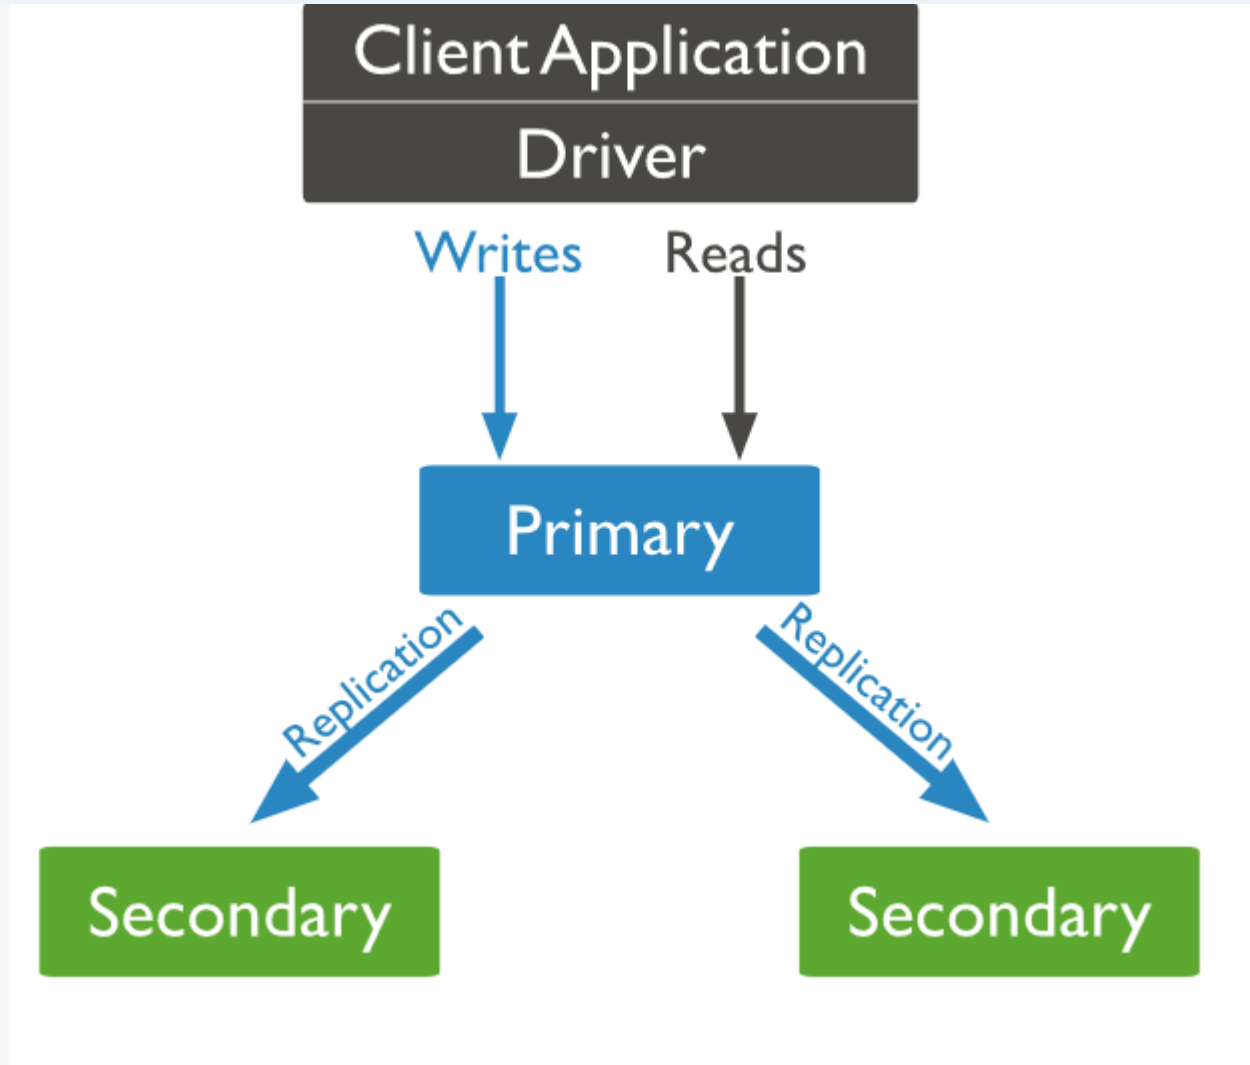 Client Application
Driver
Writes
Reads
Primary
Replication
Replication
Secondary
Secondary